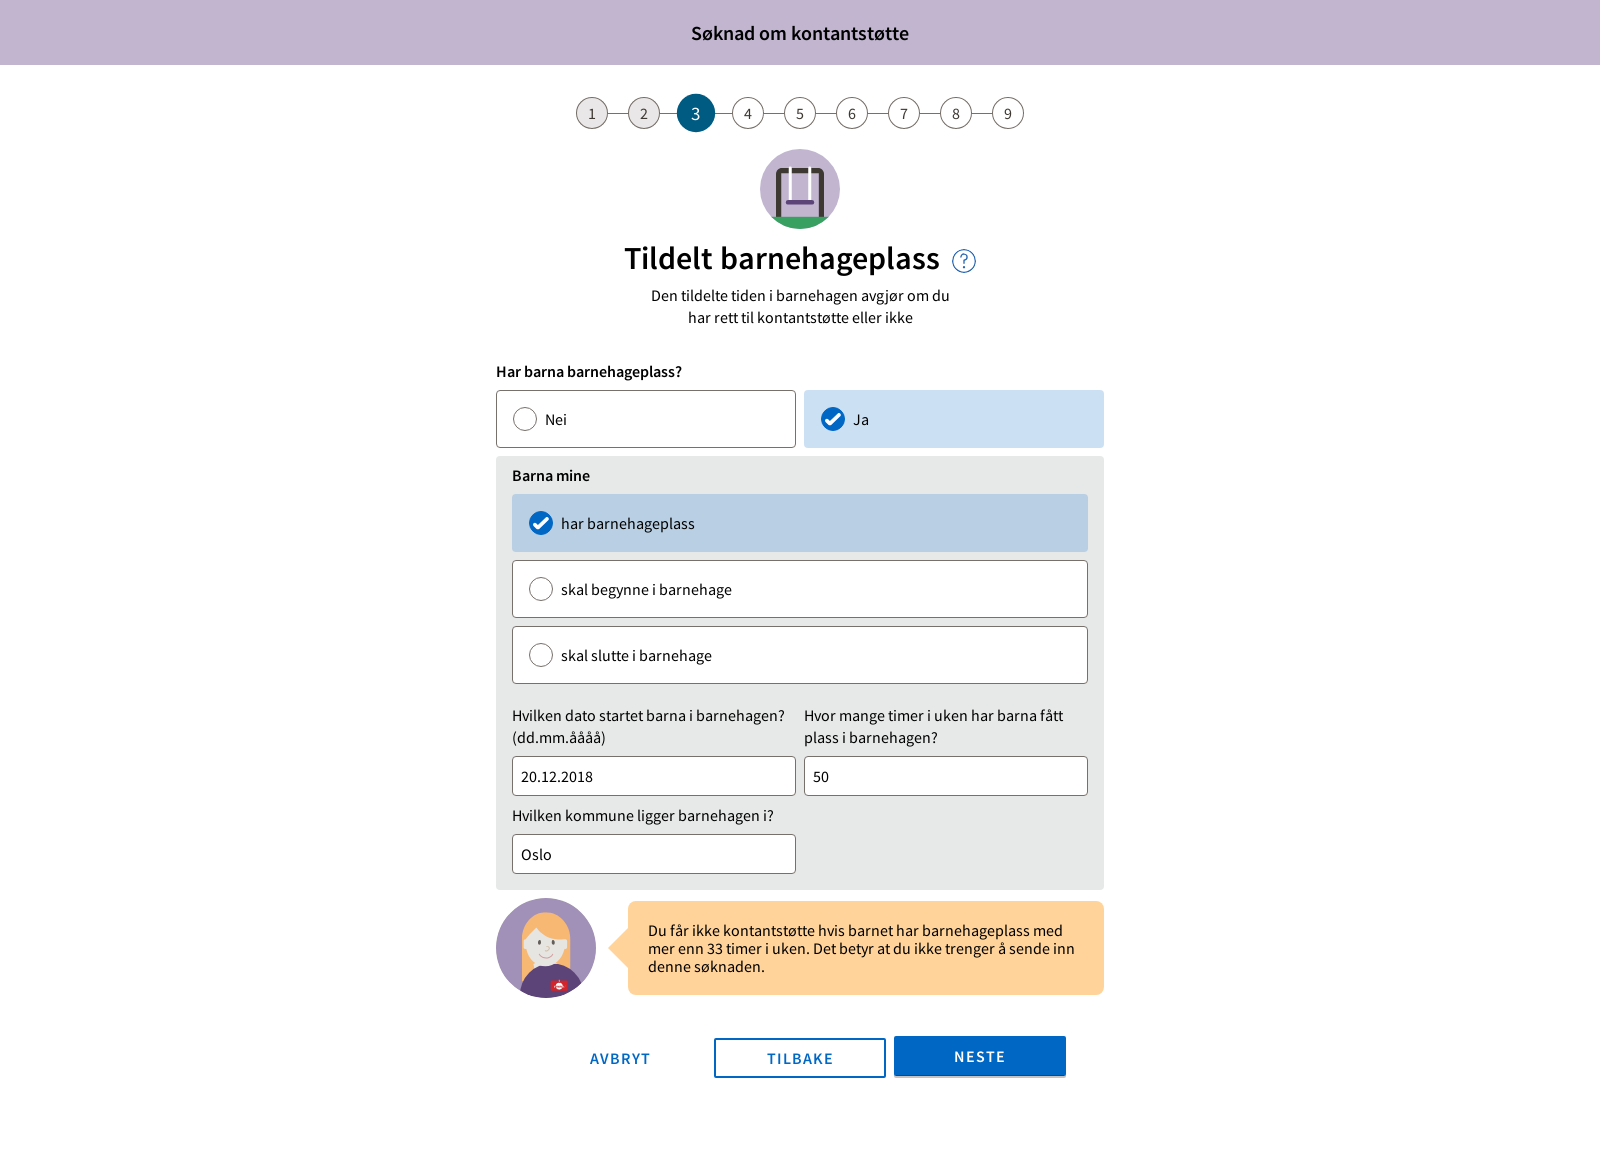 Søknad om kontantstøtte
1 2 3 4 5 6 7 8 9
Tildelt barnehageplass ?
Den tildelte tiden i barnehagen avgjør om du
har rett til kontantstøtte eller ikke
Har barna barnehageplass?
Nei
Ja
Barna mine
har barnehageplass
skal begynne i barnehage
skal slutte i barnehage
Hvilken dato startet barna i barnehagen?
(dd.mm.åååå)
20.12.2018
Hvor mange timer i uken har barna fått
plass i barnehagen?
50
Hvilken kommune ligger barnehagen i?
Oslo
Du får ikke kontantstøtte hvis barnet har barnehageplass med
mer enn 33 timer i uken. Det betyr at du ikke trenger å sende inn
denne søknaden.
AVBRYT
TILBAKE
NESTE